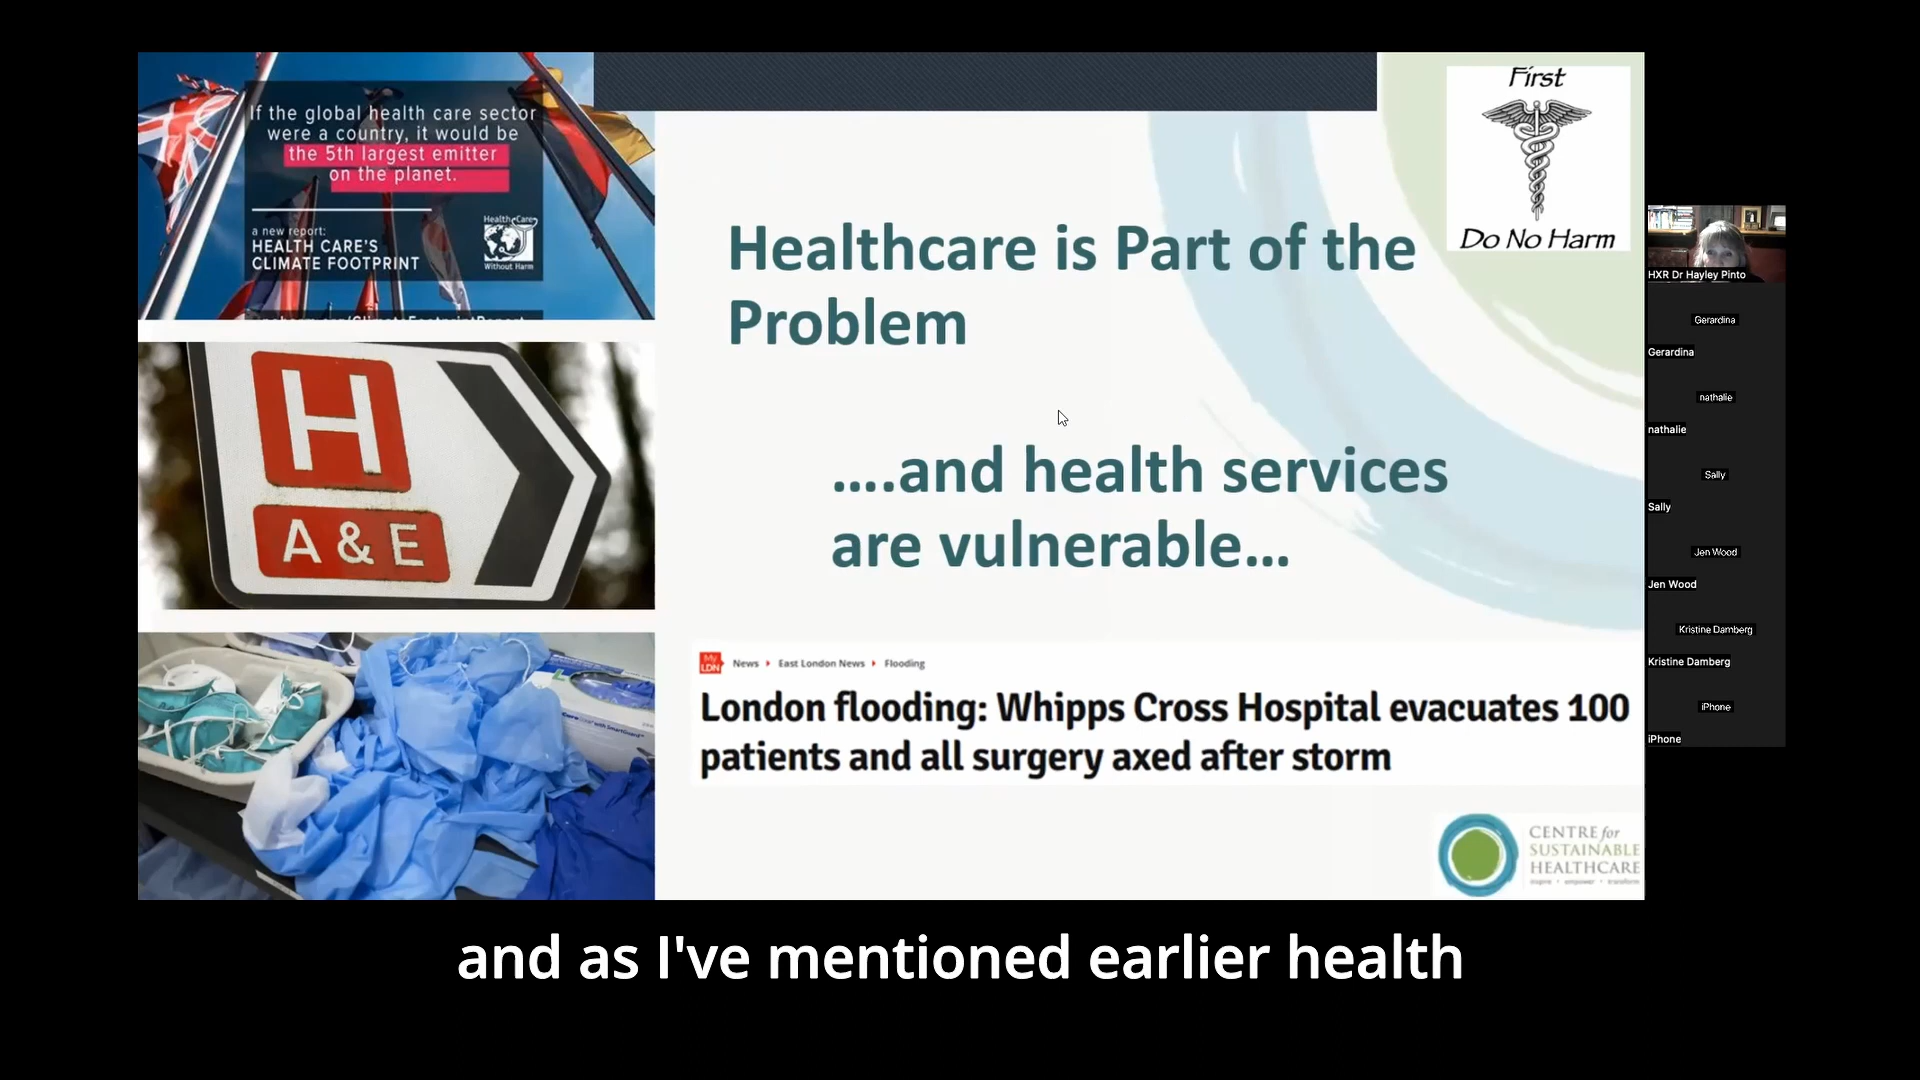 If the global health care sector
were a country, it would be
the 5th largest emitter
on the planet.
a new report:
HEALTH CARE'S
CLIMATE FOOTPRINT
Health Care
Without Harm
H
A & E
First
Do No Harm
Healthcare is Part of the
Problem
....and health services
are vulnerable...
My
LDN
News
East London News
Flooding
London flooding: Whipps Cross Hospital evacuates 100
patients and all surgery axed after storm
CENTRE for
SUSTAINABLE
HEALTHCARE
inspire • empower • transform
HXR Dr Hayley Pinto
Gerardina
Gerardina
nathalie
nathalie
Sally
Sally
Jen Wood
Jen Wood
Kristine Damberg
Kristine Damberg
iPhone
iPhone
and as I've mentioned earlier health